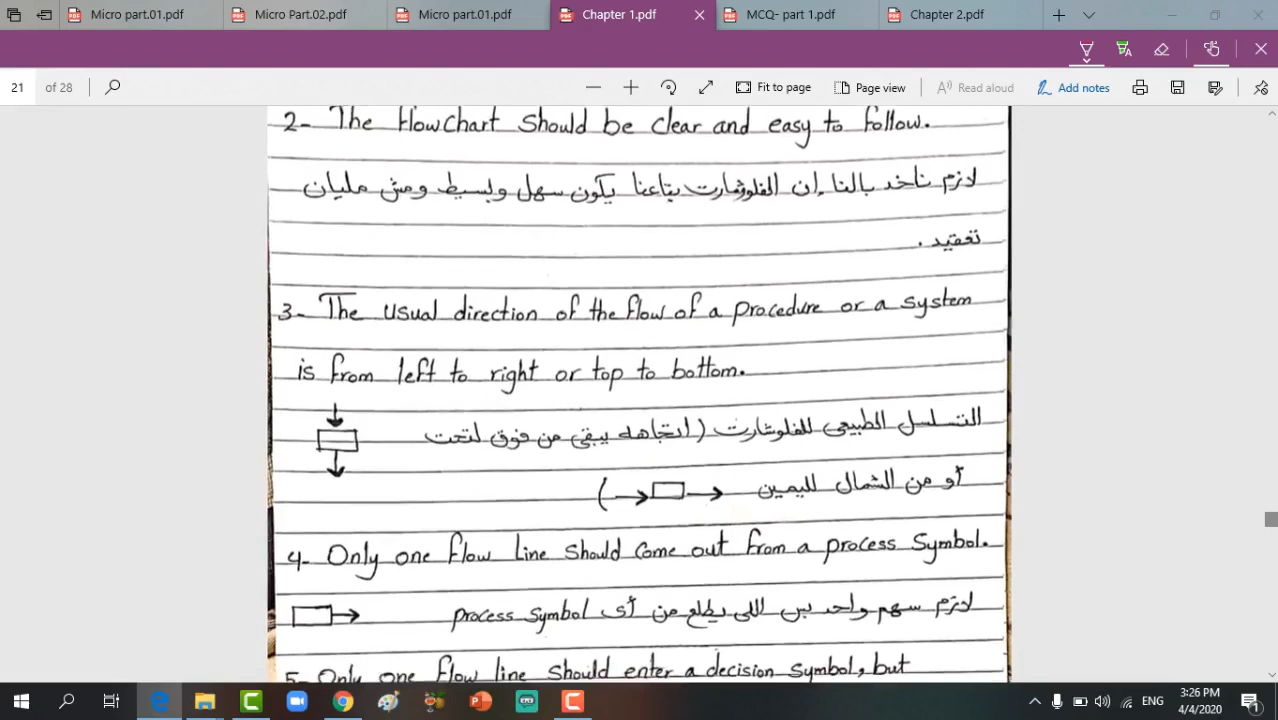 Micro part.01.pdf
Micro Part.02.pdf
Micro part.01.pdf
Chapter 1.pdf
MCQ- part 1.pdf
Chapter 2.pdf
21 of 28
Fit to page
Page view
Read aloud
Add notes
2- The flowchart should be clear and easy to follow.
لازم ناخد بالنا إن الفلوشارت بتاعنا يكون سهل وبسيط ومش مليان
تعقيد .
3- The usual direction of the flow of a procedure or a system
is from left to right or top to bottom.
التسلسل الطبيعى للفلوشارت ( اتجاهه يبقى من فوق لتحت
أو من الشمال لليمين )
4- Only one flow line should come out from a process symbol.
لازم سهم واحد بس اللى يطلع من أى process symbol
5- Only one flow line should enter a decision symbol, but
ENG
3:26 PM
4/4/2020